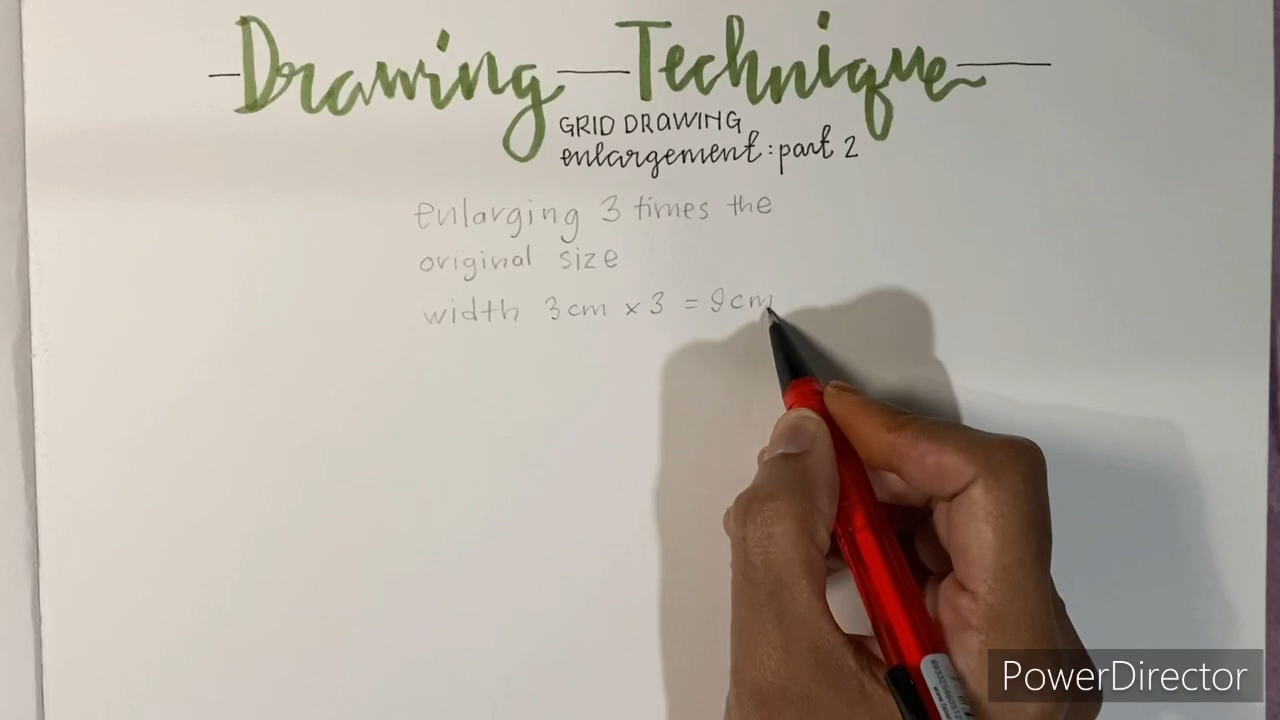 Drawing Technique
GRID DRAWING
enlargement: part 2
enlarging 3 times the
original size
width 3cm x 3 = 9cm
PowerDirector